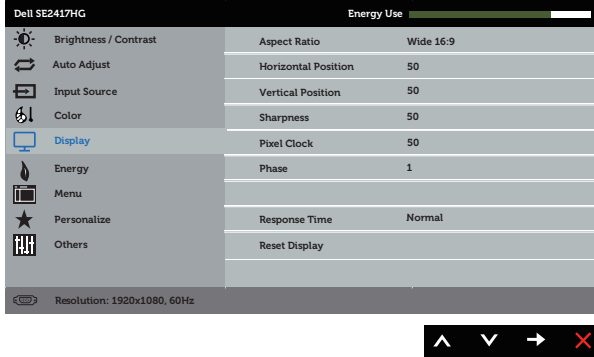 Dell SE2417HG Energy Use
Brightness / Contrast Aspect Ratio Wide 16:9
Auto Adjust Horizontal Position 50
Input Source Vertical Position 50
Color Sharpness 50
Display Pixel Clock 50
Energy Phase 1
Menu
Personalize Response Time Normal
Others Reset Display
Resolution: 1920x1080, 60Hz